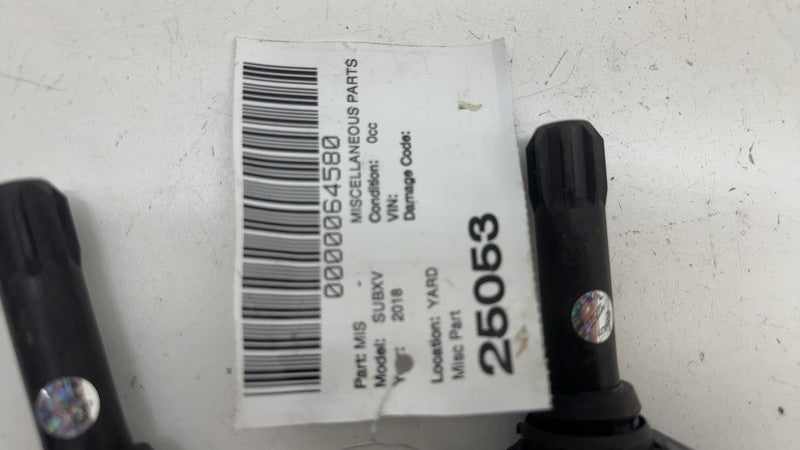 0000064580
Part: MIS - MISCELLANEOUS PARTS
Model: SUBXV Condition: 0cc
2018 VIN:
Damage Code:
Location: YARD
Misc Part
25053